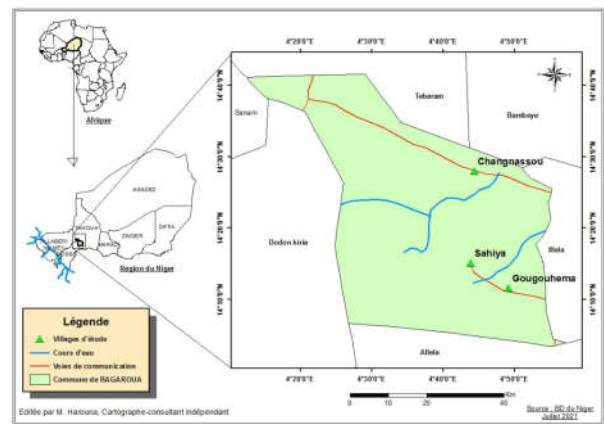 4°20'0"E
4°30'0"E
4°40'0"E
4°50'0"E
Afrique
Sanam
Tebaram
Bambeye
Changnassou
AGADEZ
DIFFA
ZINDER
Région du Niger
Dodon kiria
Illela
Sahiya
Gougouhema
Allela
Légende
Villages d'étude
Cours d'eau
Voies de communication
Commune de BAGAROUA
4°20'0"E
4°30'0"E
4°40'0"E
4°50'0"E
Km
0 10 20 40
Editée par M. Harouna, Cartographe-consultant indépendant
Source : BD du Niger
Juillet 2021